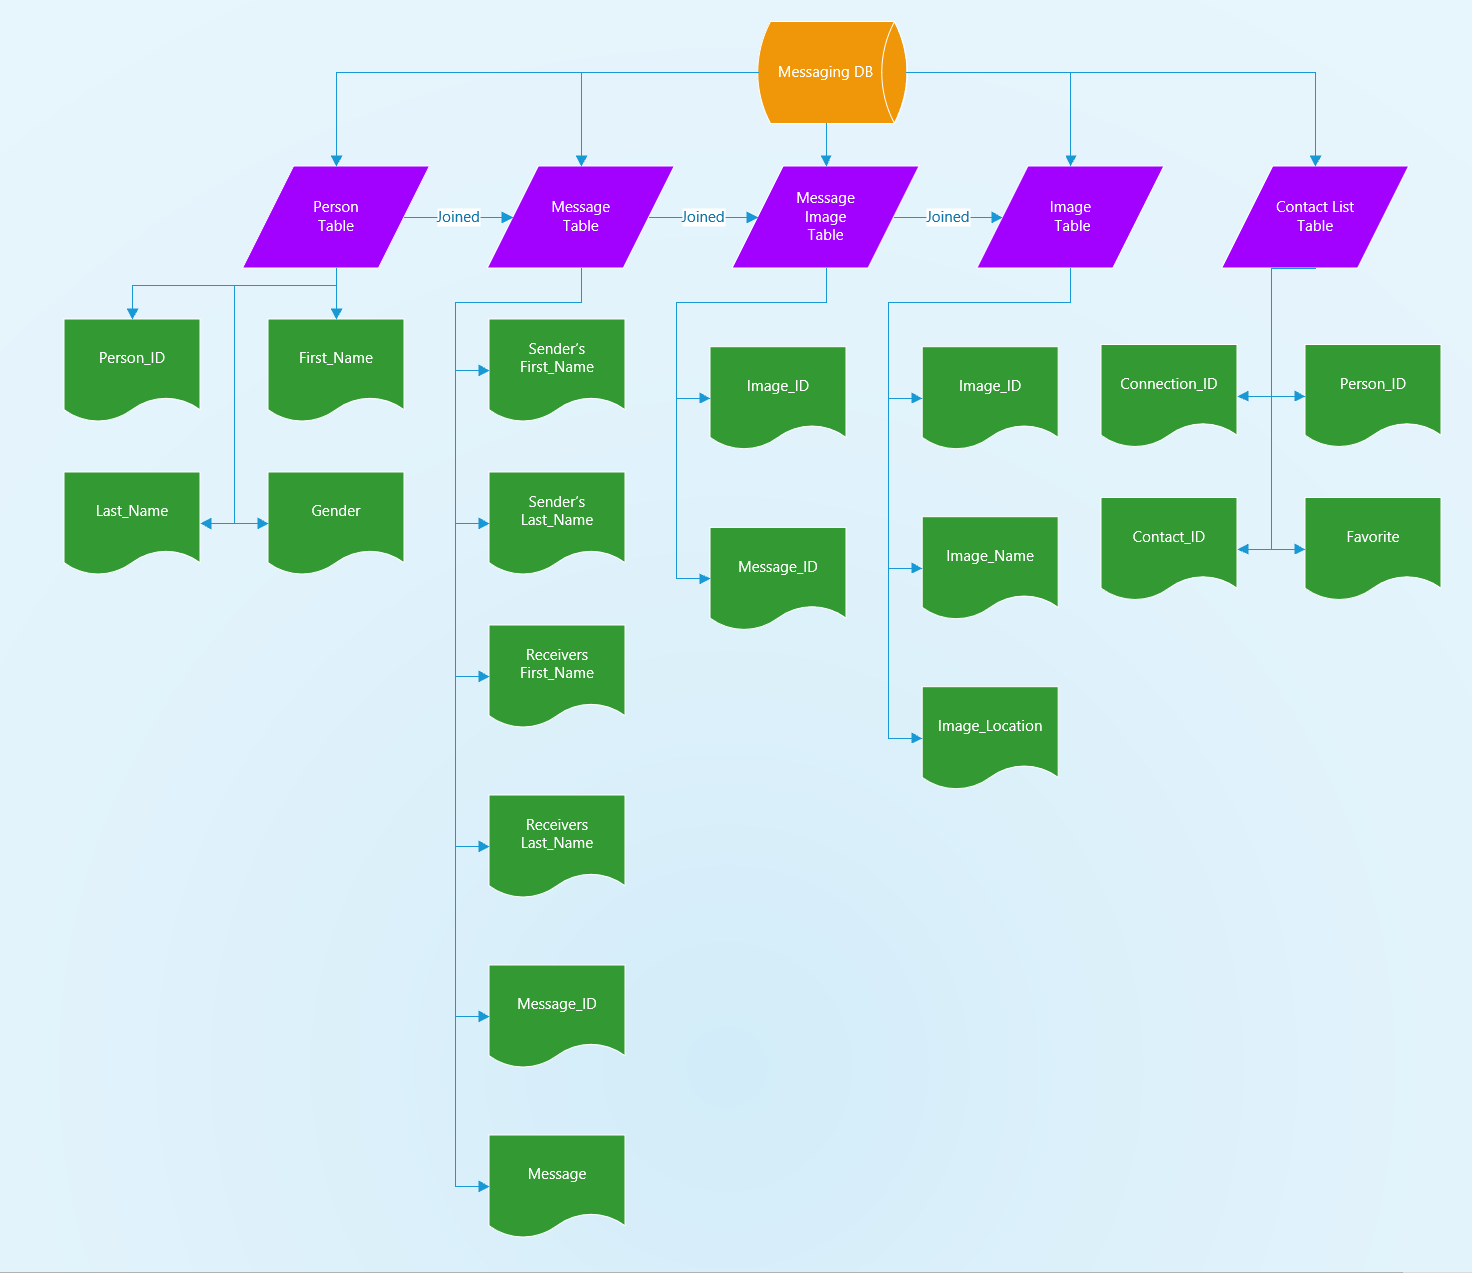 Messaging DB
Person
Table
Joined
Message
Table
Joined
Message
Image
Table
Joined
Image
Table
Contact List
Table
Person_ID
First_Name
Last_Name
Gender
Sender’s
First_Name
Sender’s
Last_Name
Receivers
First_Name
Receivers
Last_Name
Message_ID
Message
Image_ID
Message_ID
Image_ID
Image_Name
Image_Location
Connection_ID
Person_ID
Contact_ID
Favorite